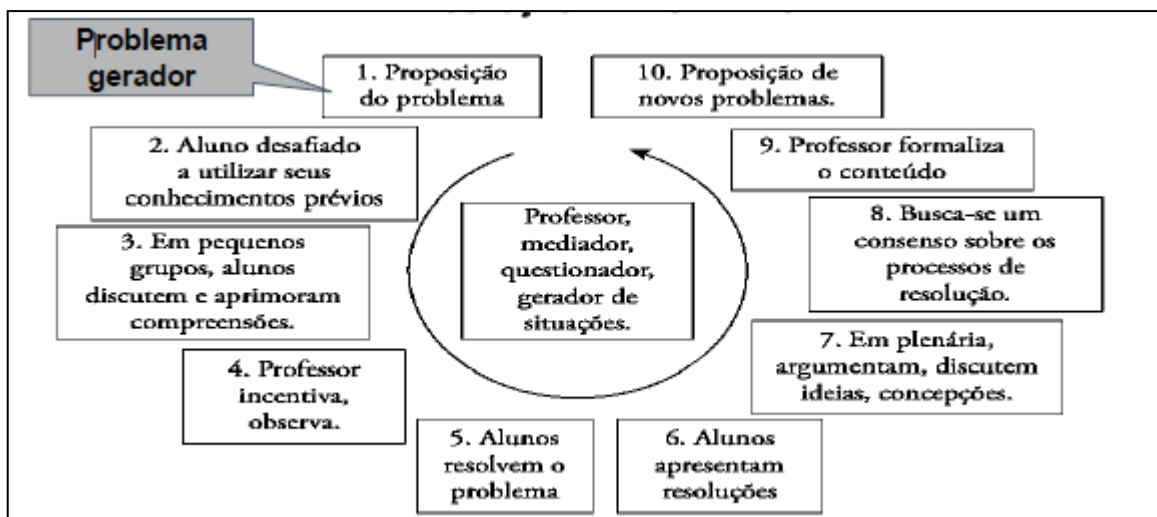 Problema
gerador
1. Proposição
do problema
10. Proposição de
novos problemas.
2. Aluno desafiado
a utilizar seus
conhecimentos prévios
9. Professor formaliza
o conteúdo
3. Em pequenos
grupos, alunos
discutem e aprimoram
compreensões.
Professor,
mediador,
questionador,
gerador de
situações.
8. Busca-se um
consenso sobre os
processos de
resolução.
4. Professor
incentiva,
observa.
7. Em plenária,
argumentam, discutem
ideias, concepções.
5. Alunos
resolvem o
problema
6. Alunos
apresentam
resoluções